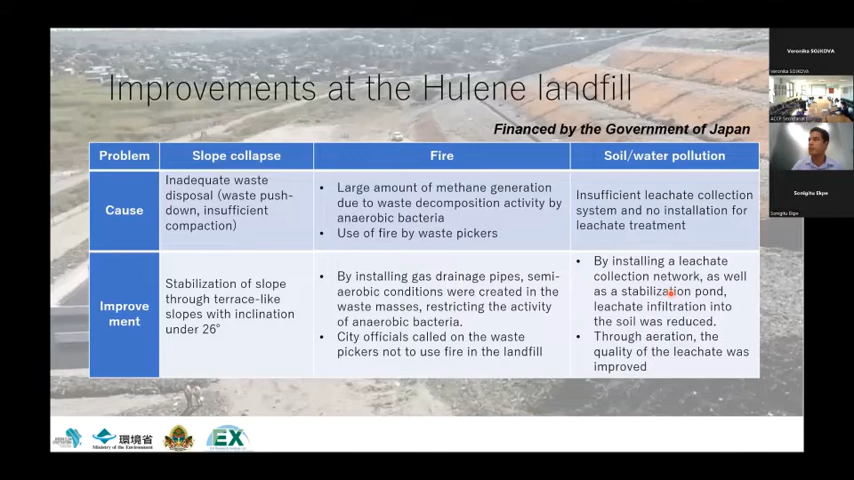 Improvements at the Hulene landfill
Financed by the Government of Japan
Problem
Slope collapse
Fire
Soil/water pollution
Cause
Inadequate waste
disposal (waste push-
down, insufficient
compaction)
• Large amount of methane generation
due to waste decomposition activity by
anaerobic bacteria
• Use of fire by waste pickers
Insufficient leachate collection
system and no installation for
leachate treatment
Improve
ment
Stabilization of slope
through terrace-like
slopes with inclination
under 26°
• By installing gas drainage pipes, semi-
aerobic conditions were created in the
waste masses, restricting the activity
of anaerobic bacteria.
• City officials called on the waste
pickers not to use fire in the landfill
• By installing a leachate
collection network, as well
as a stabilization pond,
leachate infiltration into
the soil was reduced.
• Through aeration, the
quality of the leachate was
improved
環境省
Ministry of the Environment
EX
Veronika SOJKOVA
Veronika SOJKOVA
ACCP Secretariat
Sonigitu Ekpe
Sonigitu Ekpe